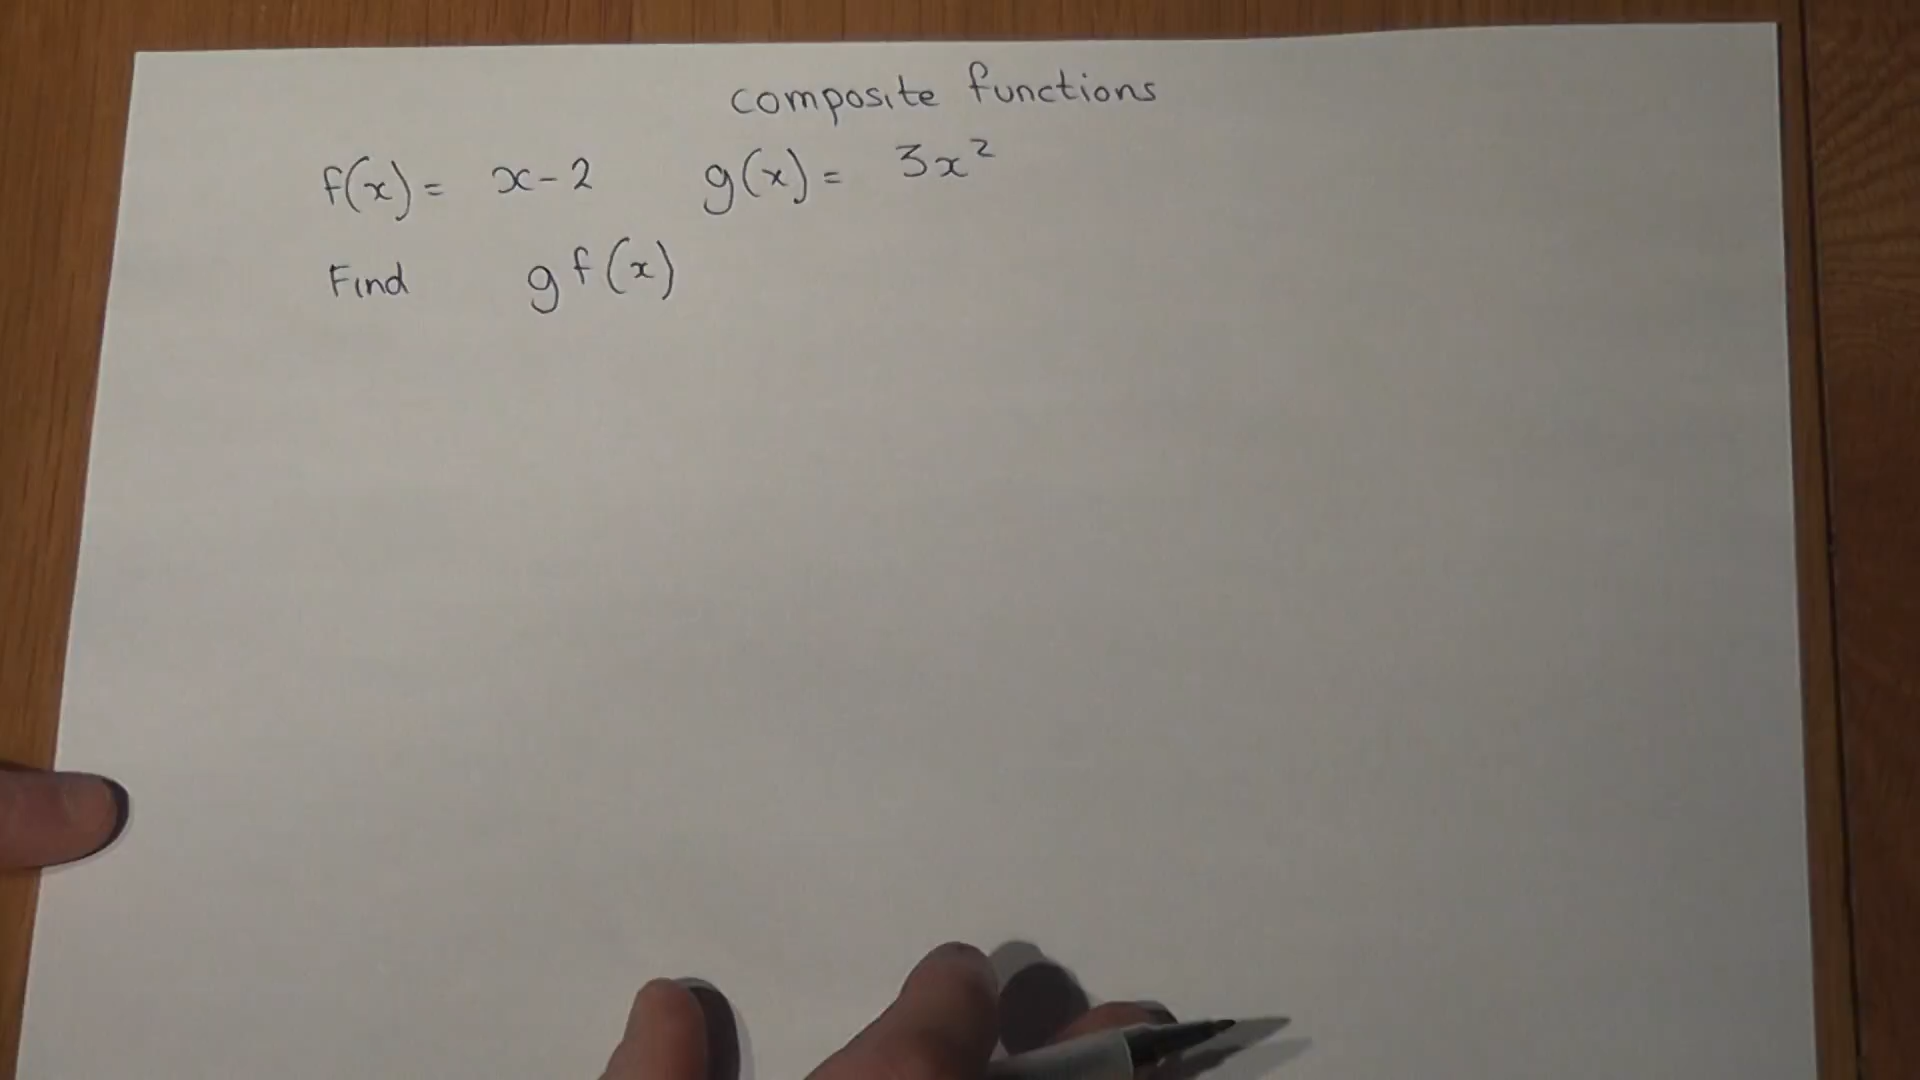 composite functions
f(x) = x - 2 g(x) = 3x²
Find gf(x)